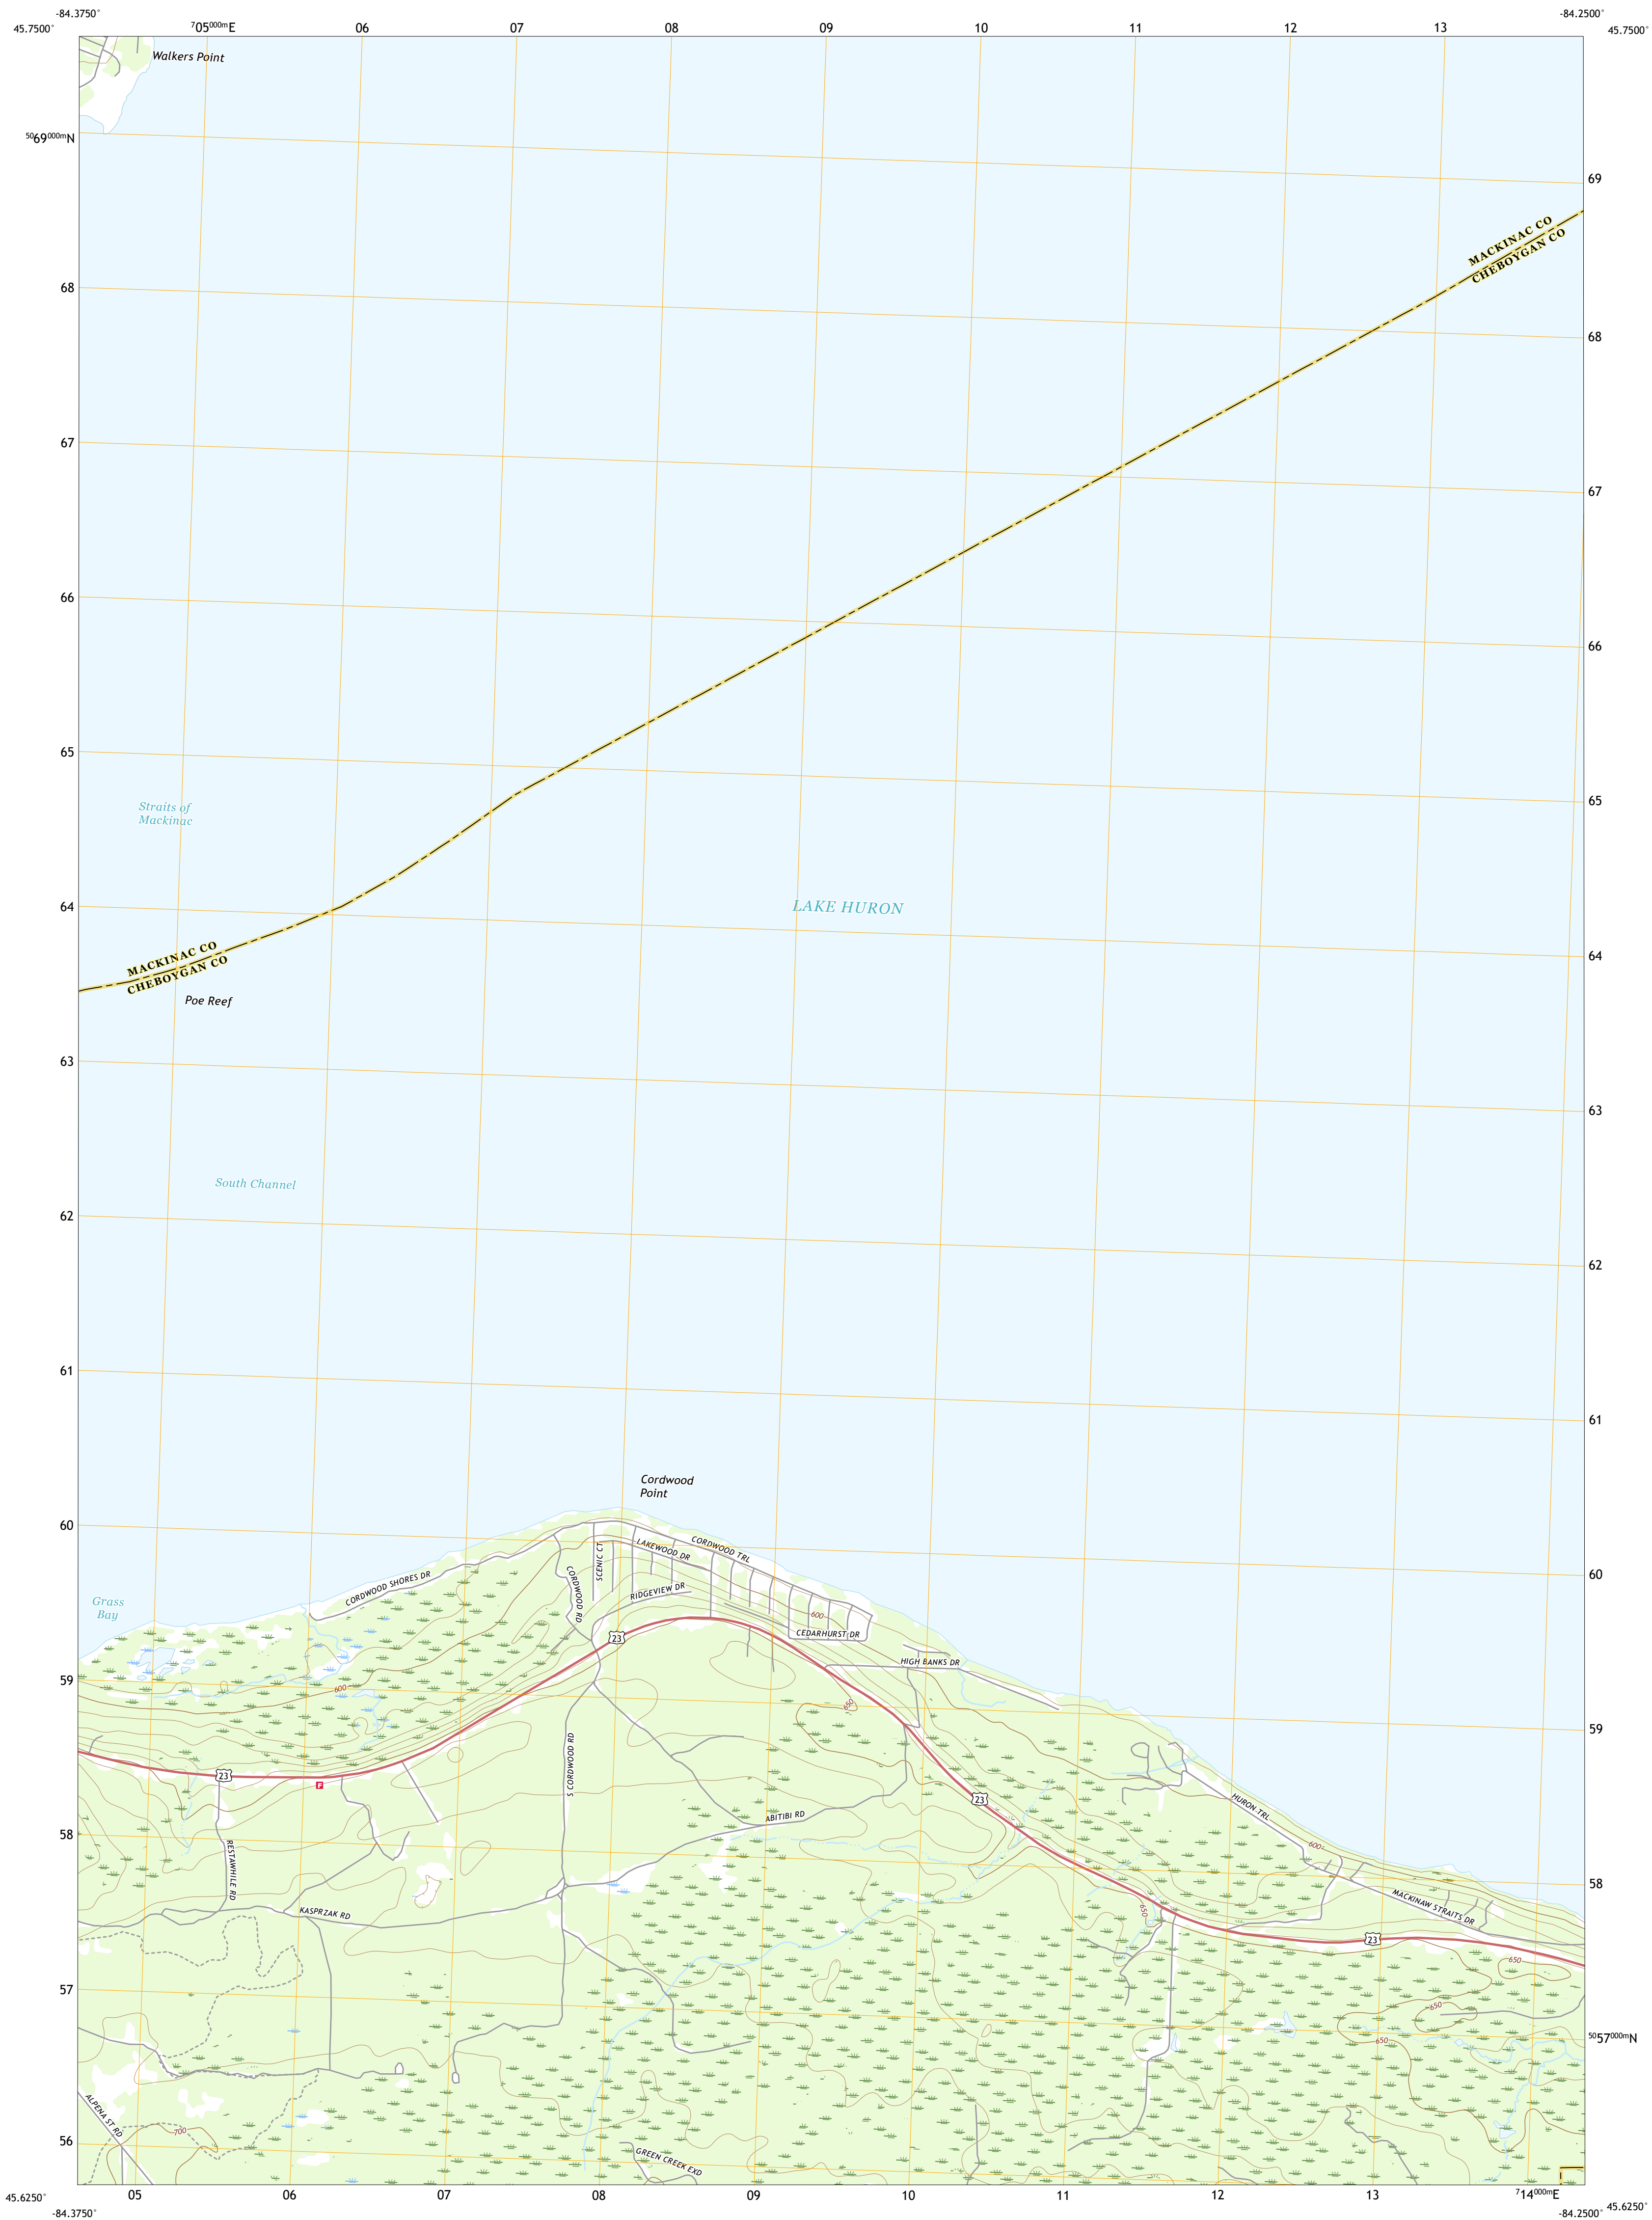 -84.3750°
-84.2500°
45.7500°
⁷05⁰⁰⁰ᵐE
06
07
08
09
10
11
12
13
45.7500°
Walkers Point
⁵⁰69⁰⁰⁰ᵐN
69
MACKINAC CO
CHEBOYGAN CO
68
68
67
67
66
66
65
65
Straits of
Mackinac
LAKE HURON
64
64
MACKINAC CO
CHEBOYGAN CO
Poe Reef
63
63
South Channel
62
62
61
61
Cordwood
Point
60
60
CORDWOOD TRL
LAKEWOOD DR
SCENIC CT
CORDWOOD SHORES DR
CORDWOOD RD
RIDGEVIEW DR
Grass
Bay
600
CEDARHURST DR
23
HIGH BANKS DR
59
600
650
59
S CORDWOOD RD
23
23
HURON TRL
ABITIBI RD
58
600
58
RESTAWHILE RD
MACKINAW STRAITS DR
KASPRZAK RD
650
23
650
57
650
650
⁵⁰57⁰⁰⁰ᵐN
ALPENA ST RD
700
56
GREEN CREEK EXD
45.6250°
05
06
07
08
09
10
11
12
13
⁷14⁰⁰⁰ᵐE
45.6250°
-84.3750°
-84.2500°